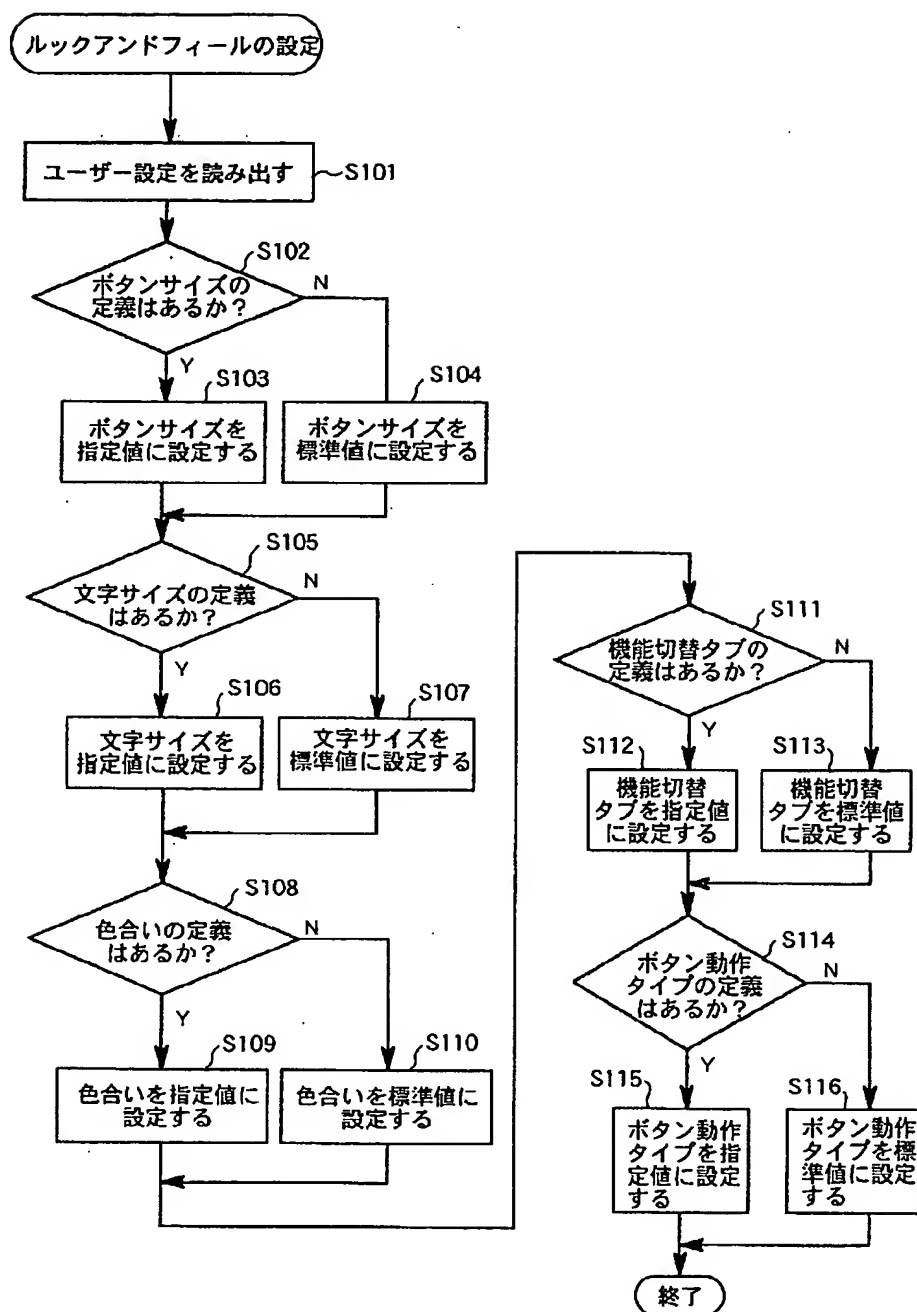 ルックアンドフィールの設定
ユーザー設定を読み出す
S101
S102
ボタンサイズの
定義はあるか?
N
Y
S103
ボタンサイズを
指定値に設定する
S104
ボタンサイズを
標準値に設定する
S105
文字サイズの定義
はあるか?
N
Y
S106
文字サイズを
指定値に設定する
S107
文字サイズを
標準値に設定する
S108
色合いの定義
はあるか?
N
Y
S109
色合いを指定値に
設定する
S110
色合いを標準値に
設定する
S111
機能切替タブの
定義はあるか?
N
Y
S112
機能切替
タブを指定値
に設定する
S113
機能切替
タブを標準値
に設定する
S114
ボタン動作
タイプの定義
はあるか?
N
Y
S115
ボタン動作
タイプを指
定値に設定
する
S116
ボタン動作
タイプを標
準値に設定
する
終了